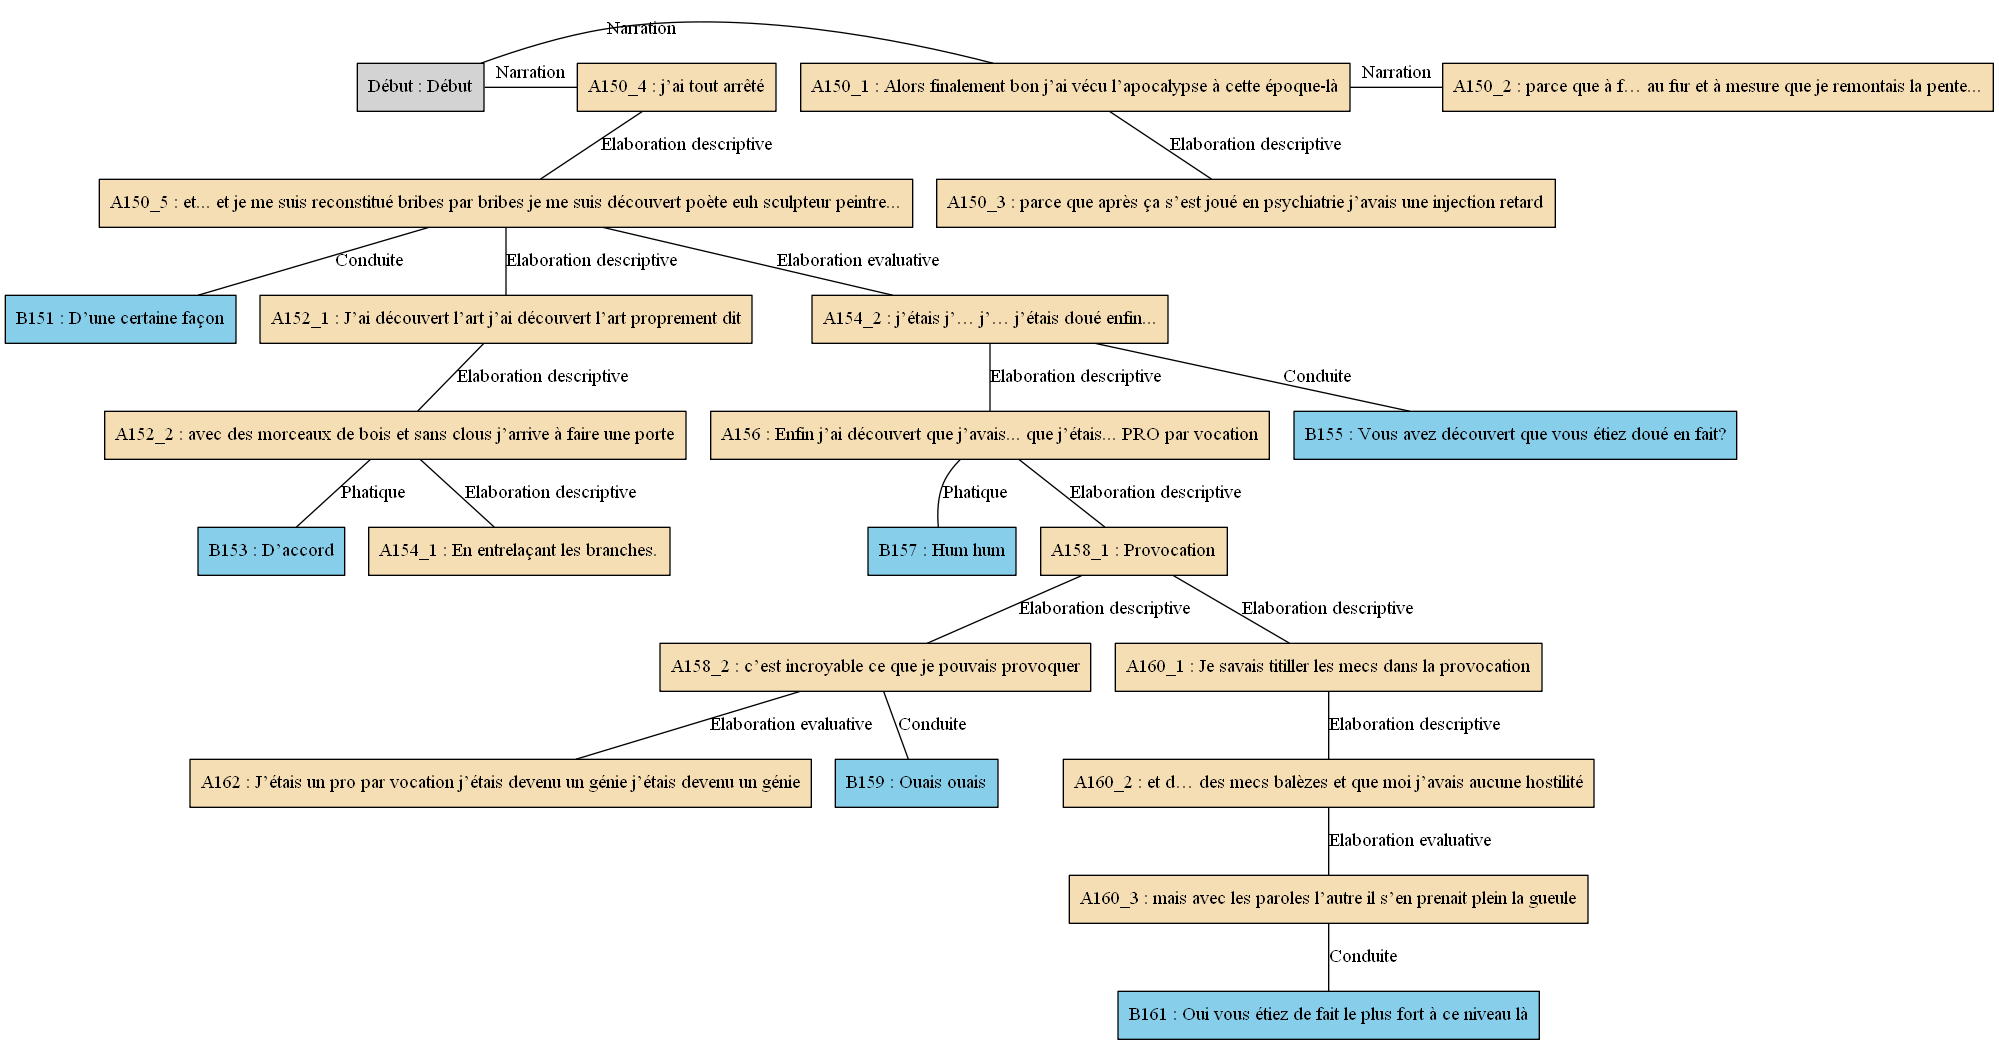 Narration
Début : Début
Narration
A150_4 : j’ai tout arrêté
A150_1 : Alors finalement bon j’ai vécu l’apocalypse à cette époque-là
Narration
A150_2 : parce que à f… au fur et à mesure que je remontais la pente...
Elaboration descriptive
Elaboration descriptive
A150_5 : et... et je me suis reconstitué bribes par bribes je me suis découvert poète euh sculpteur peintre...
A150_3 : parce que après ça s’est joué en psychiatrie j’avais une injection retard
Conduite
Elaboration descriptive
Elaboration evaluative
B151 : D’une certaine façon
A152_1 : J’ai découvert l’art j’ai découvert l’art proprement dit
A154_2 : j’étais j’… j’… j’étais doué enfin...
Elaboration descriptive
Elaboration descriptive
Conduite
A152_2 : avec des morceaux de bois et sans clous j’arrive à faire une porte
A156 : Enfin j’ai découvert que j’avais... que j’étais... PRO par vocation
B155 : Vous avez découvert que vous étiez doué en fait?
Phatique
Elaboration descriptive
Phatique
Elaboration descriptive
B153 : D’accord
A154_1 : En entrelaçant les branches.
B157 : Hum hum
A158_1 : Provocation
Elaboration descriptive
Elaboration descriptive
A158_2 : c’est incroyable ce que je pouvais provoquer
A160_1 : Je savais titiller les mecs dans la provocation
Elaboration evaluative
Conduite
Elaboration descriptive
A162 : J’étais un pro par vocation j’étais devenu un génie j’étais devenu un génie
B159 : Ouais ouais
A160_2 : et d… des mecs balèzes et que moi j’avais aucune hostilité
Elaboration evaluative
A160_3 : mais avec les paroles l’autre il s’en prenait plein la gueule
Conduite
B161 : Oui vous étiez de fait le plus fort à ce niveau là